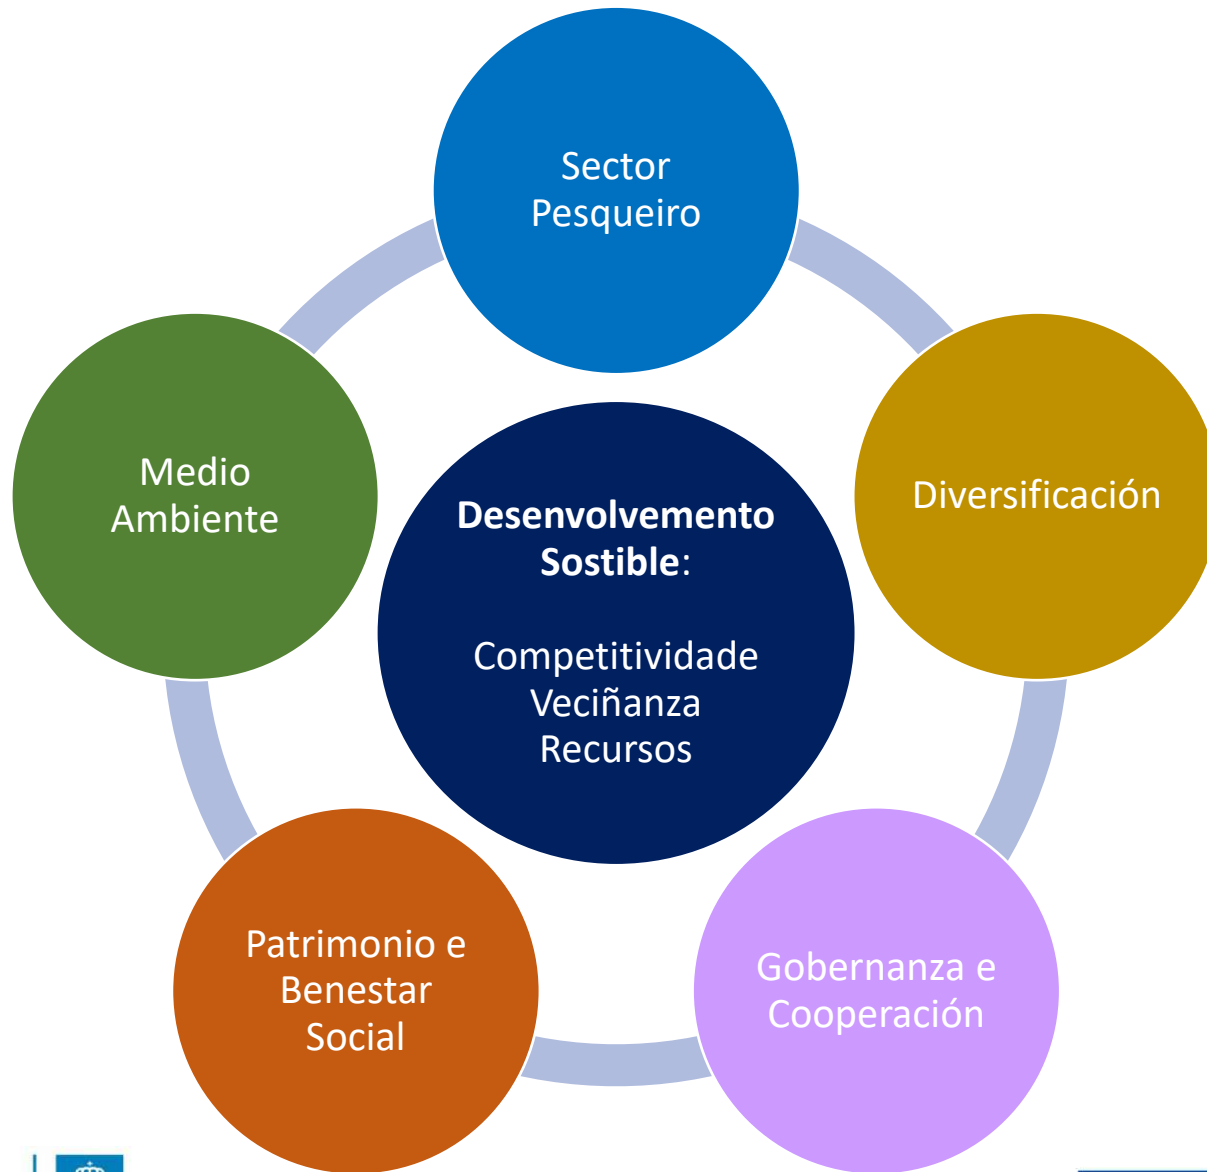 Sector
Pesqueiro
Diversificación
Gobernanza e
Cooperación
Patrimonio e
Benestar
Social
Medio
Ambiente
Desenvolvemento
Sostible:
Competitividade
Veciñanza
Recursos